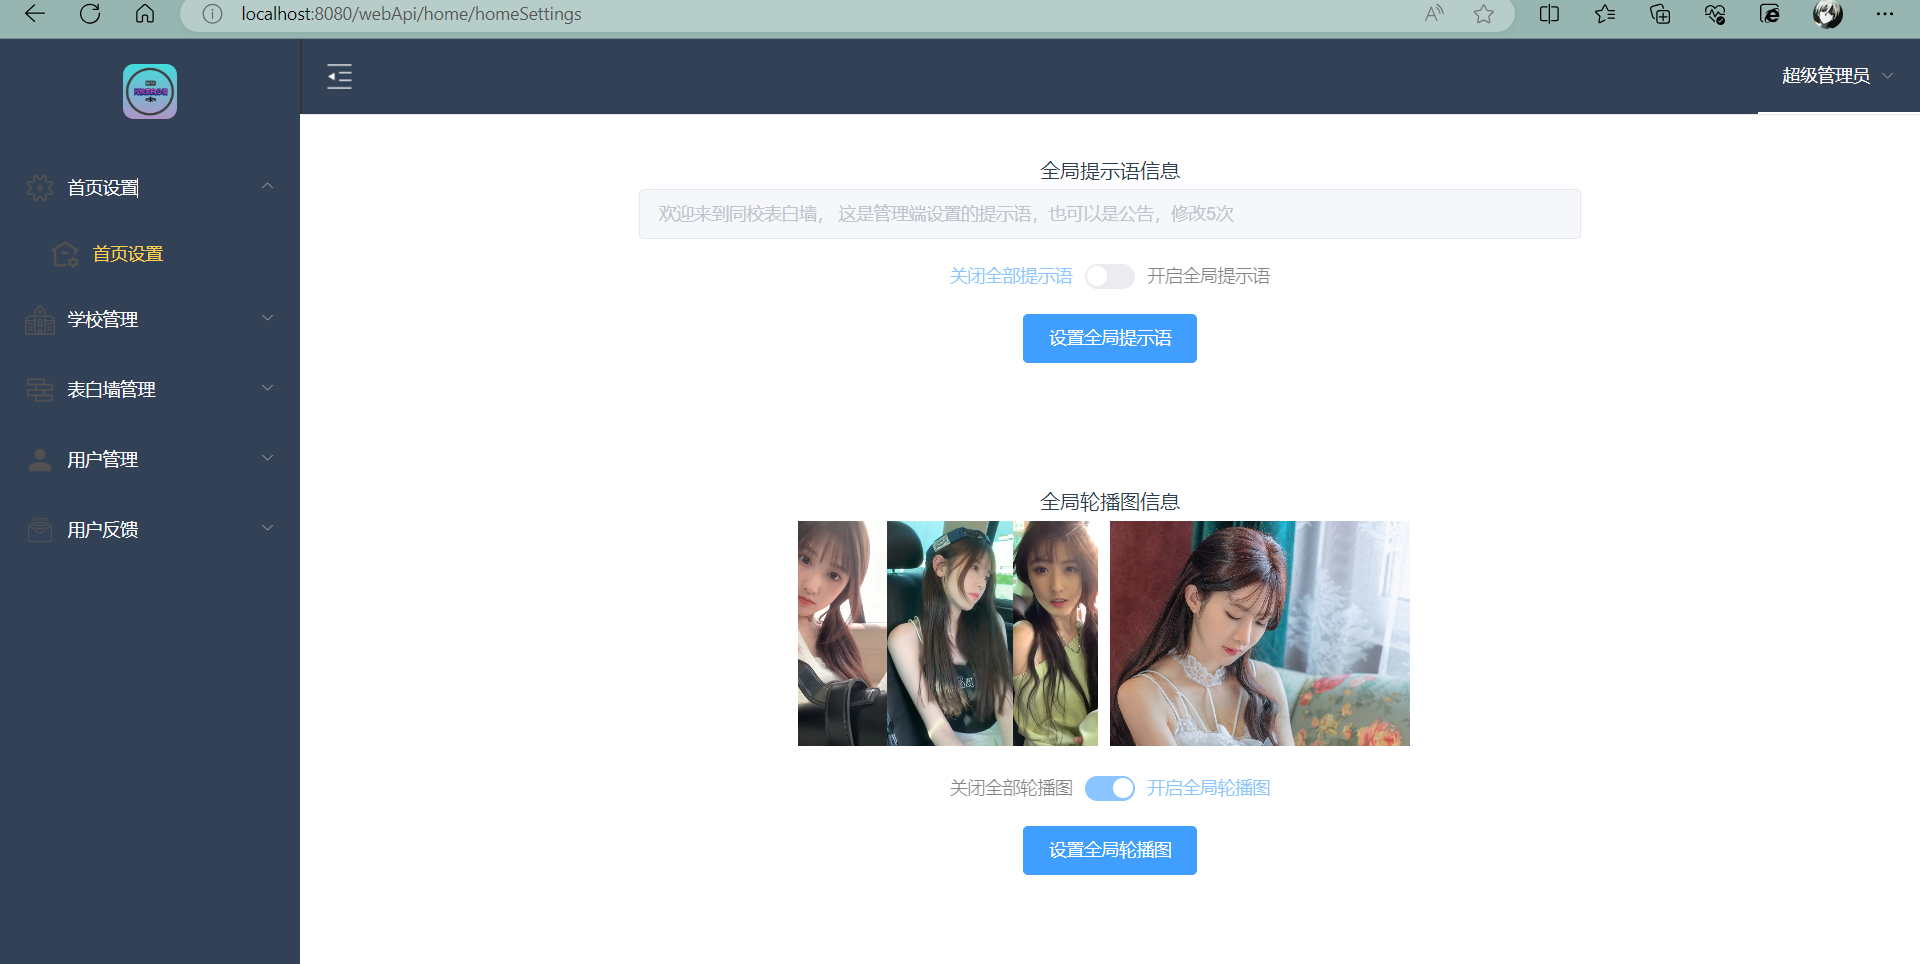 localhost:8080/webApi/home/homeSettings
超级管理员
首页设置
首页设置
学校管理
表白墙管理
用户管理
用户反馈
全局提示语信息
欢迎来到同校表白墙， 这是管理端设置的提示语，也可以是公告，修改5次
关闭全部提示语 开启全局提示语
设置全局提示语
全局轮播图信息
关闭全部轮播图 开启全局轮播图
设置全局轮播图